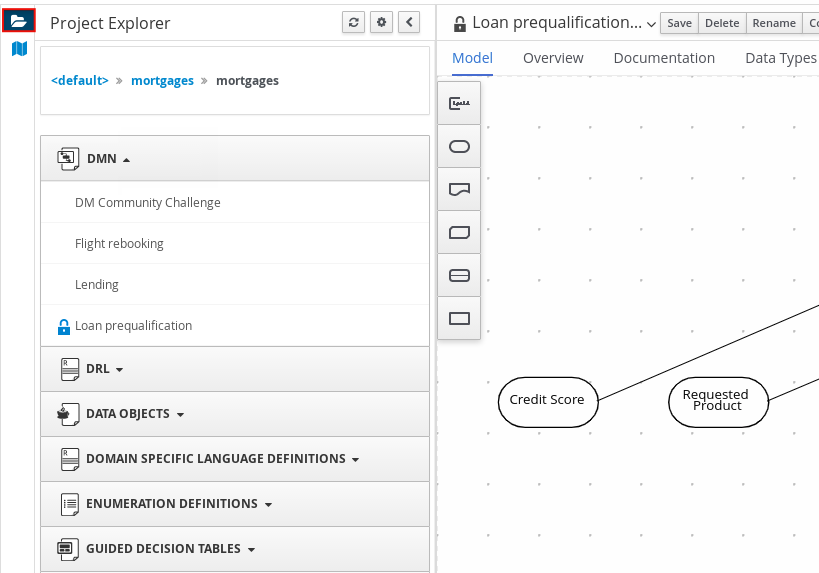 Project Explorer
<default> » mortgages » mortgages
DMN
DM Community Challenge
Flight rebooking
Lending
Loan prequalification
DRL
DATA OBJECTS
DOMAIN SPECIFIC LANGUAGE DEFINITIONS
ENUMERATION DEFINITIONS
GUIDED DECISION TABLES
Loan prequalification... Save Delete Rename Co
Model Overview Documentation Data Types
Credit Score
Requested
Product